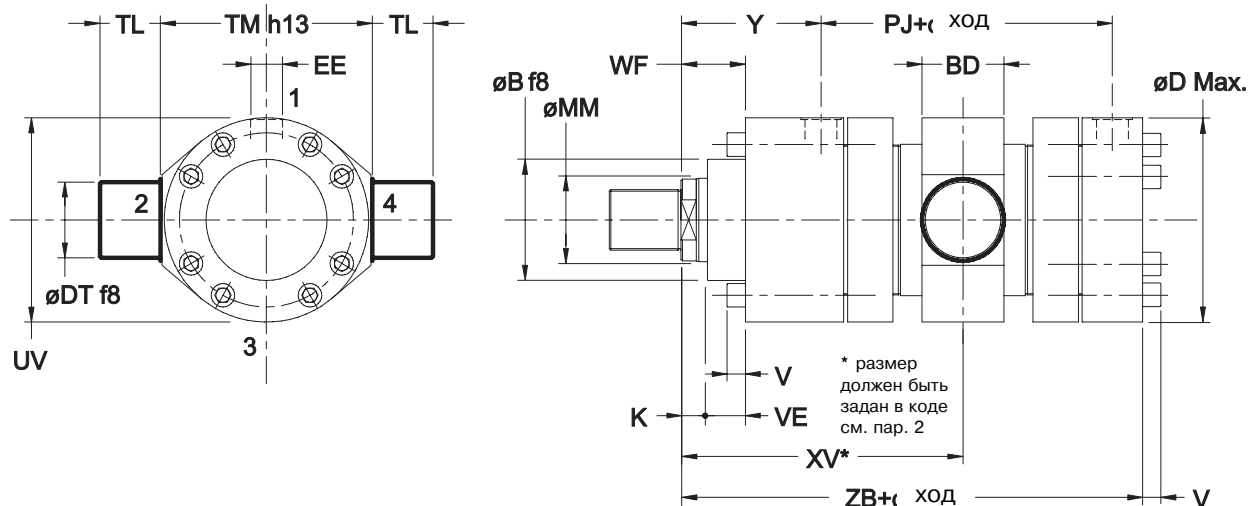 TL
TM h13
TL
EE
1
2
4
øDT f8
UV
3
Y
PJ+
ход
WF
BD
øB f8
øD Max.
øMM
V
* размер
должен быть
задан в коде
см. пар. 2
K
VE
XV*
ZB+
ход
V